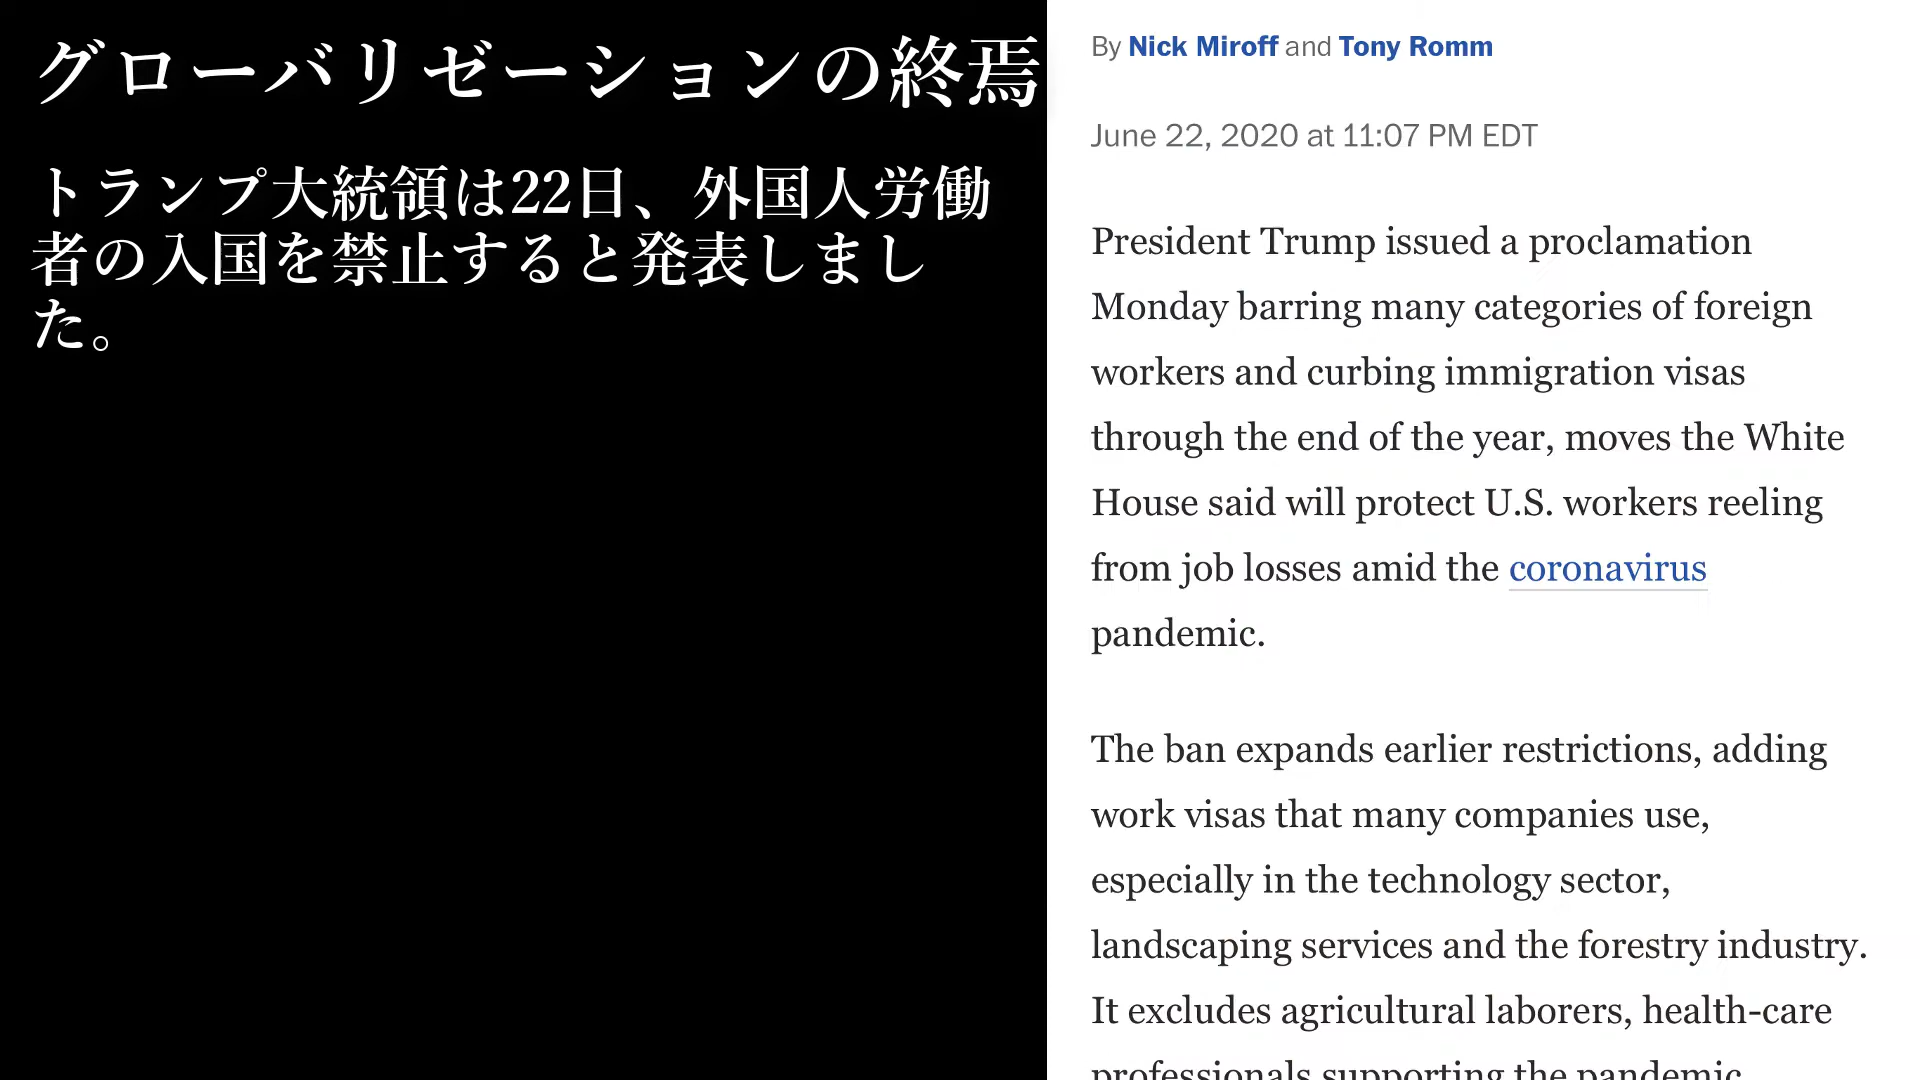 グローバリゼーションの終焉
トランプ大統領は22日、外国人労働
者の入国を禁止すると発表しまし
た。
By Nick Miroff and Tony Romm
June 22, 2020 at 11:07 PM EDT
President Trump issued a proclamation
Monday barring many categories of foreign
workers and curbing immigration visas
through the end of the year, moves the White
House said will protect U.S. workers reeling
from job losses amid the coronavirus
pandemic.
The ban expands earlier restrictions, adding
work visas that many companies use,
especially in the technology sector,
landscaping services and the forestry industry.
It excludes agricultural laborers, health-care
professionals supporting the pandemic